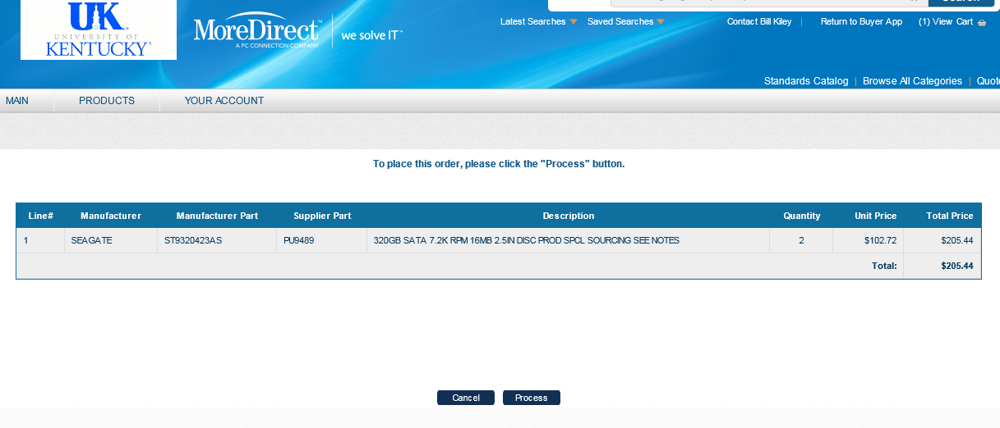 UK
UNIVERSITY OF
KENTUCKY
MoreDirect™
A PC CONNECTION COMPANY
we solve IT™
Latest Searches Saved Searches Contact Bill Kiley | Return to Buyer App (1) View Cart
Standards Catalog | Browse All Categories | Quot
MAIN PRODUCTS YOUR ACCOUNT
To place this order, please click the "Process" button.
Line# Manufacturer Manufacturer Part Supplier Part Description Quantity Unit Price Total Price
1 SEAGATE ST9320423AS PU9489 320GB SATA 7.2K RPM 16MB 2.5IN DISC PROD SPCL SOURCING SEE NOTES 2 $102.72 $205.44
Total: $205.44
Cancel Process